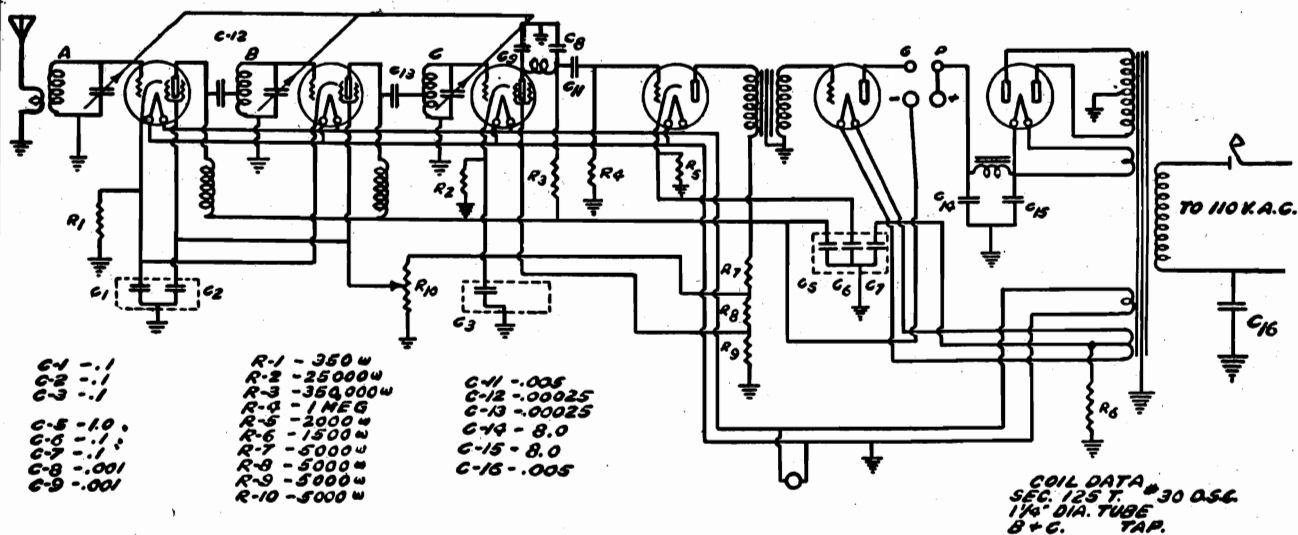 A
C-12
B
C13
C
C9
C8
C11
G P
- +
R1
R2
R3
R4
R5
C14
C15
TO 110 V. A.C.
C1
C2
R10
C3
R7
R8
R9
C5 C6 C7
C16
R6
C-1 - .1
C-2 - .1
C-3 - .1
C-5 - 1.0
C-6 - .1
C-7 - .1
C-8 - .001
C-9 - .001
R-1 - 350 ω
R-2 - 25000 ω
R-3 - 350,000 ω
R-4 - 1 MEG
R-5 - 2000 ω
R-6 - 1500 ω
R-7 - 5000 ω
R-8 - 5000 ω
R-9 - 5000 ω
R-10 - 5000 ω
C-11 - .005
C-12 - .00025
C-13 - .00025
C-14 - 8.0
C-15 - 8.0
C-16 - .005
COIL DATA
SEC. 125 T. #30 D.S.C.
1¼" DIA. TUBE
B + C. TAP.